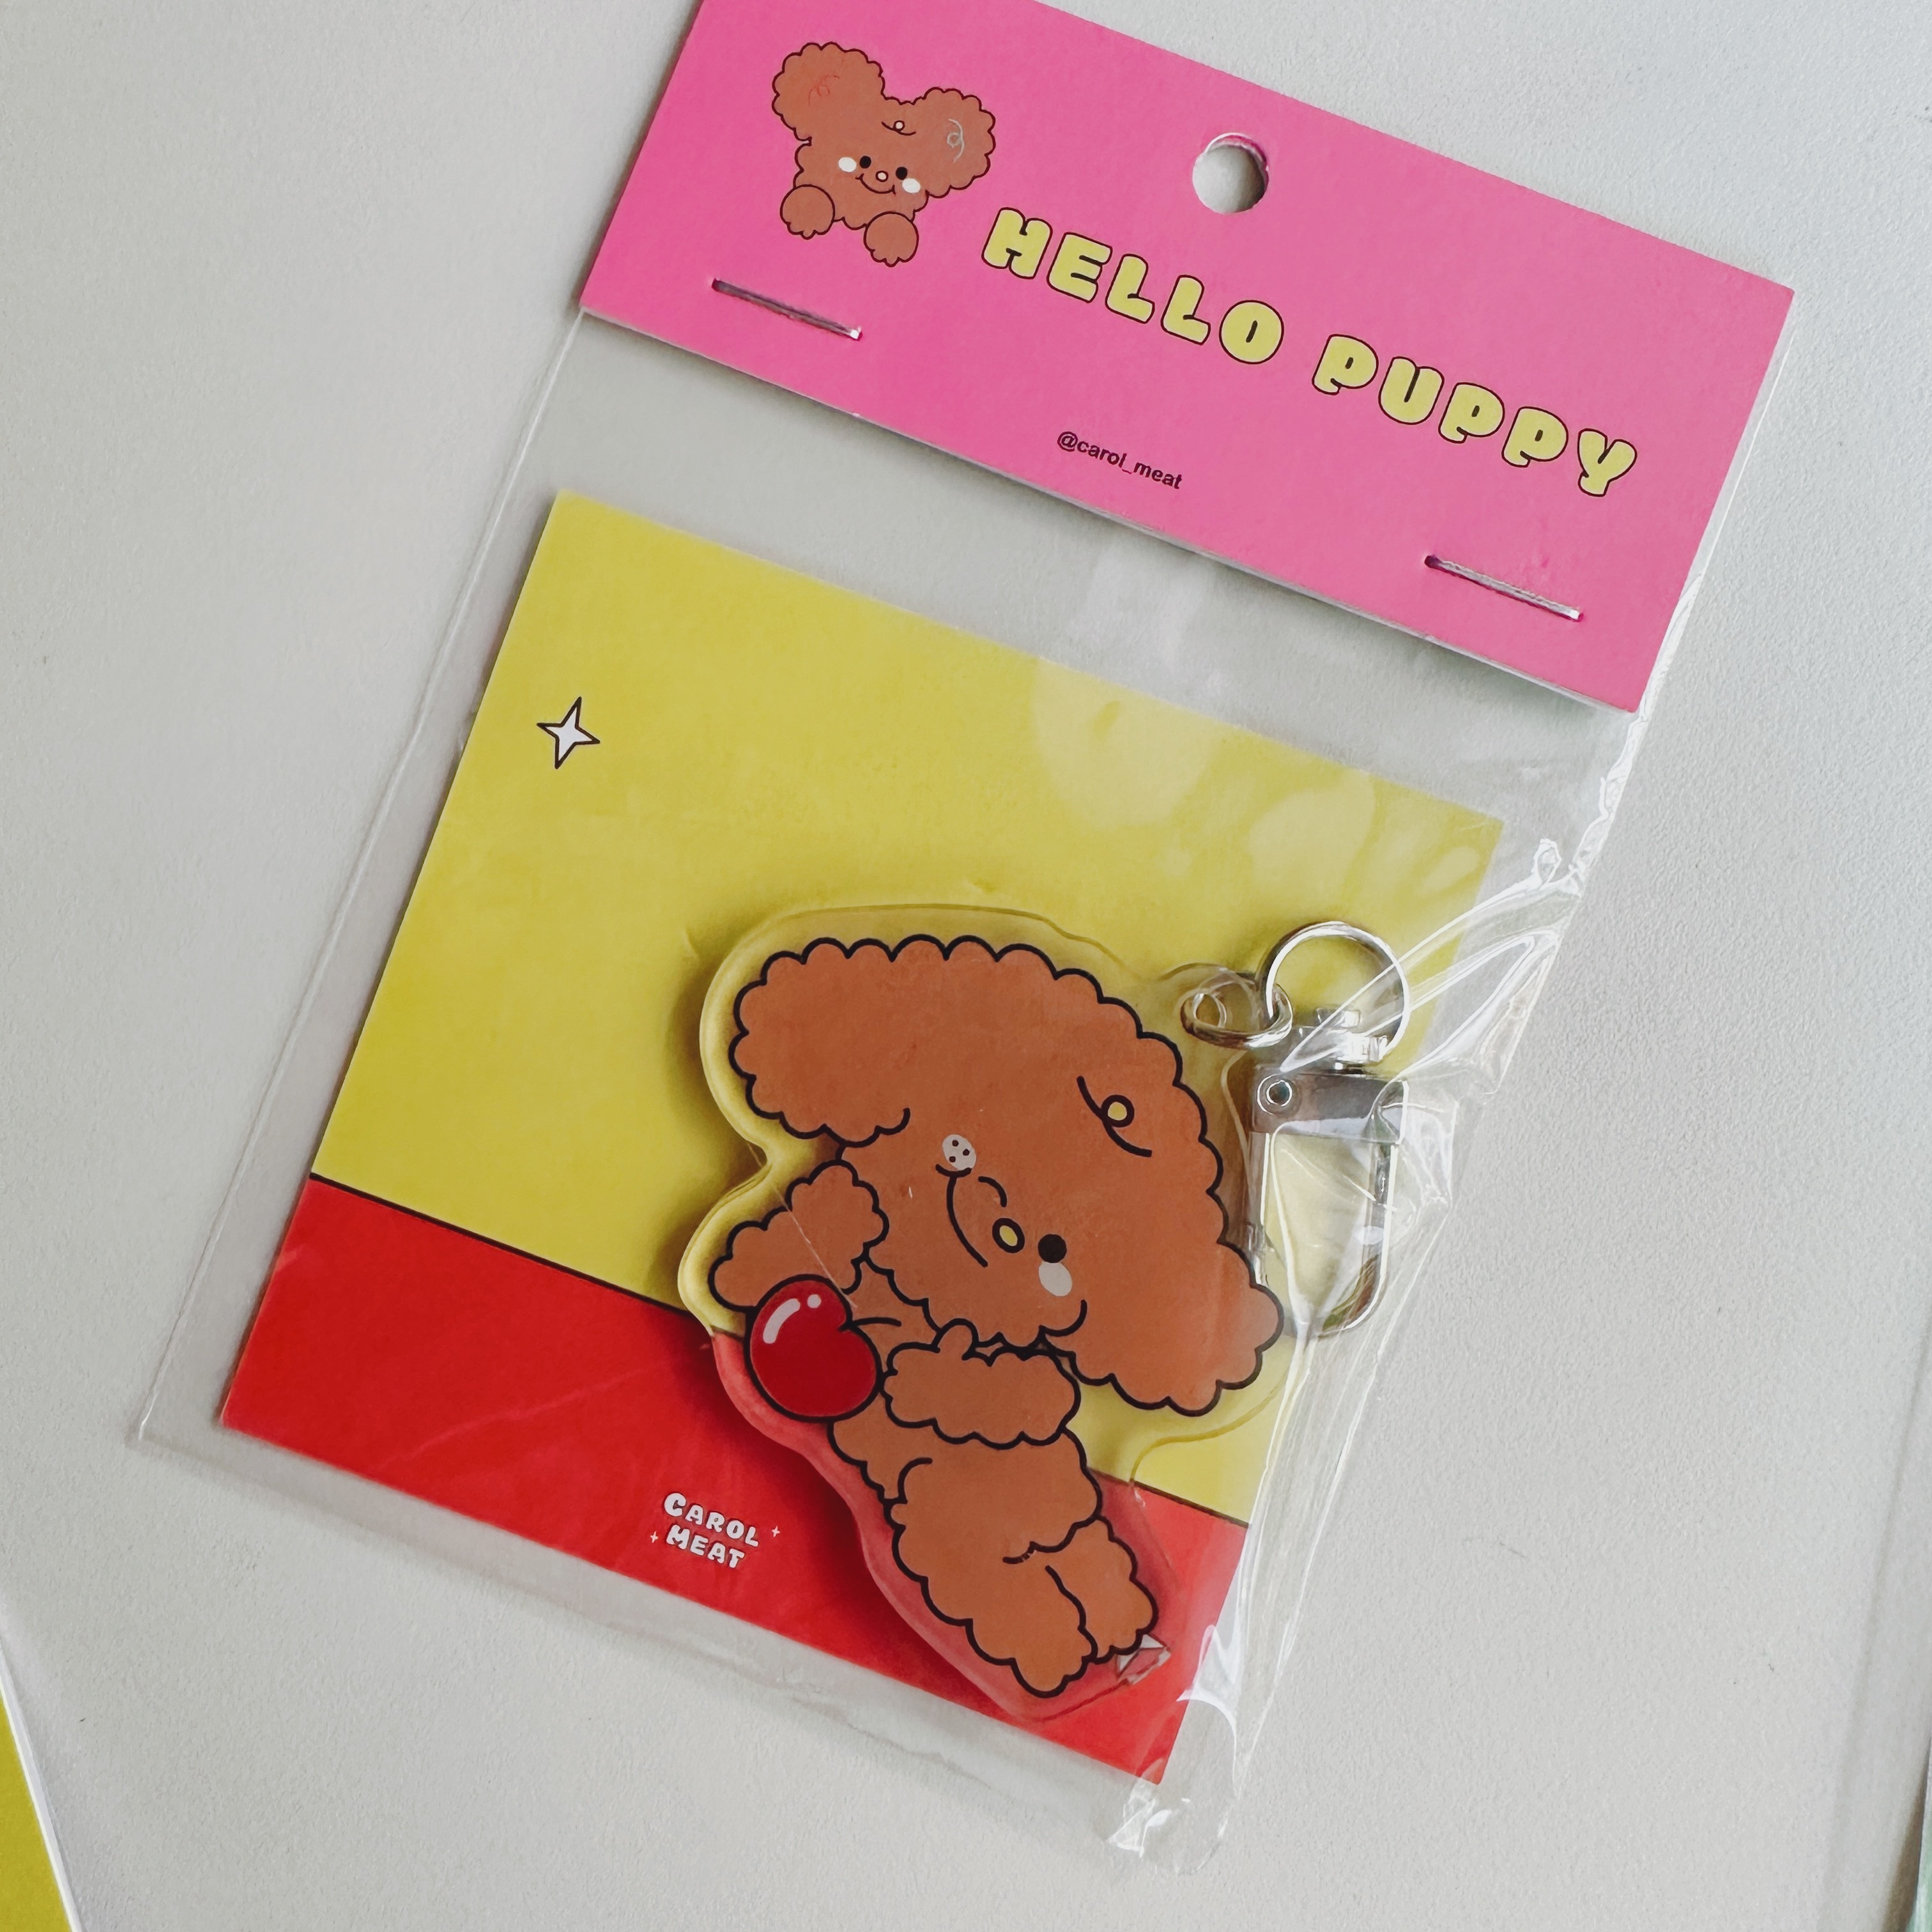 HELLO PUPPY
@carol_meat
CAROL
MEAT